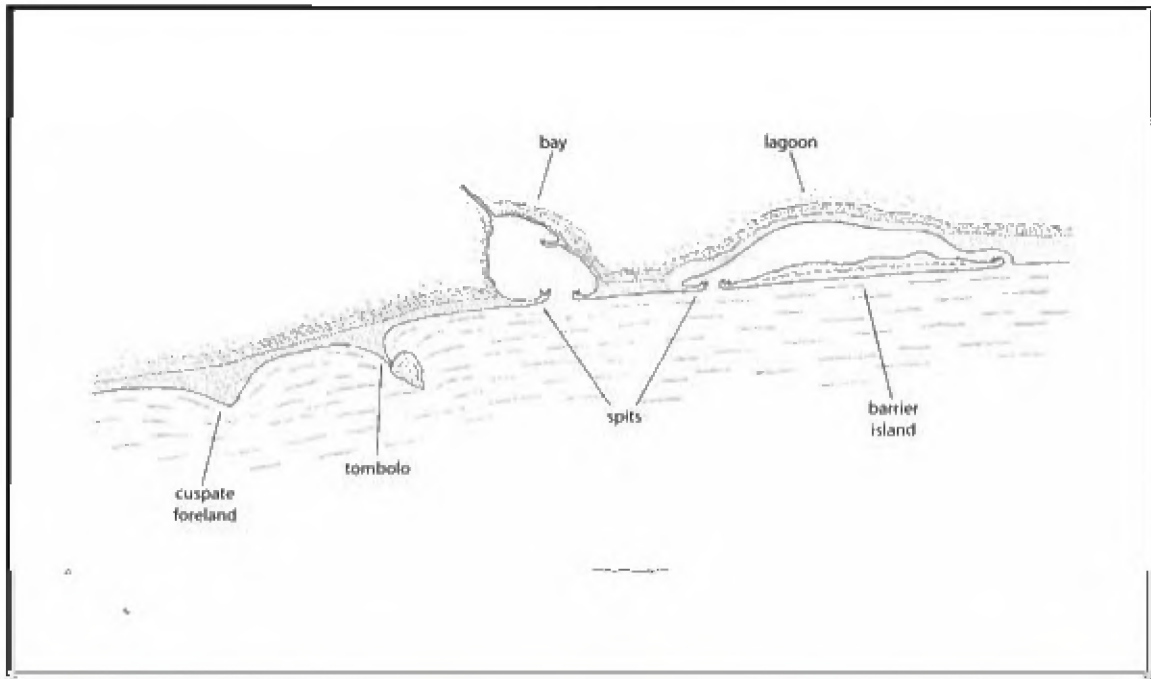 bay
lagoon
spits
barrier
island
tombolo
cuspate
foreland